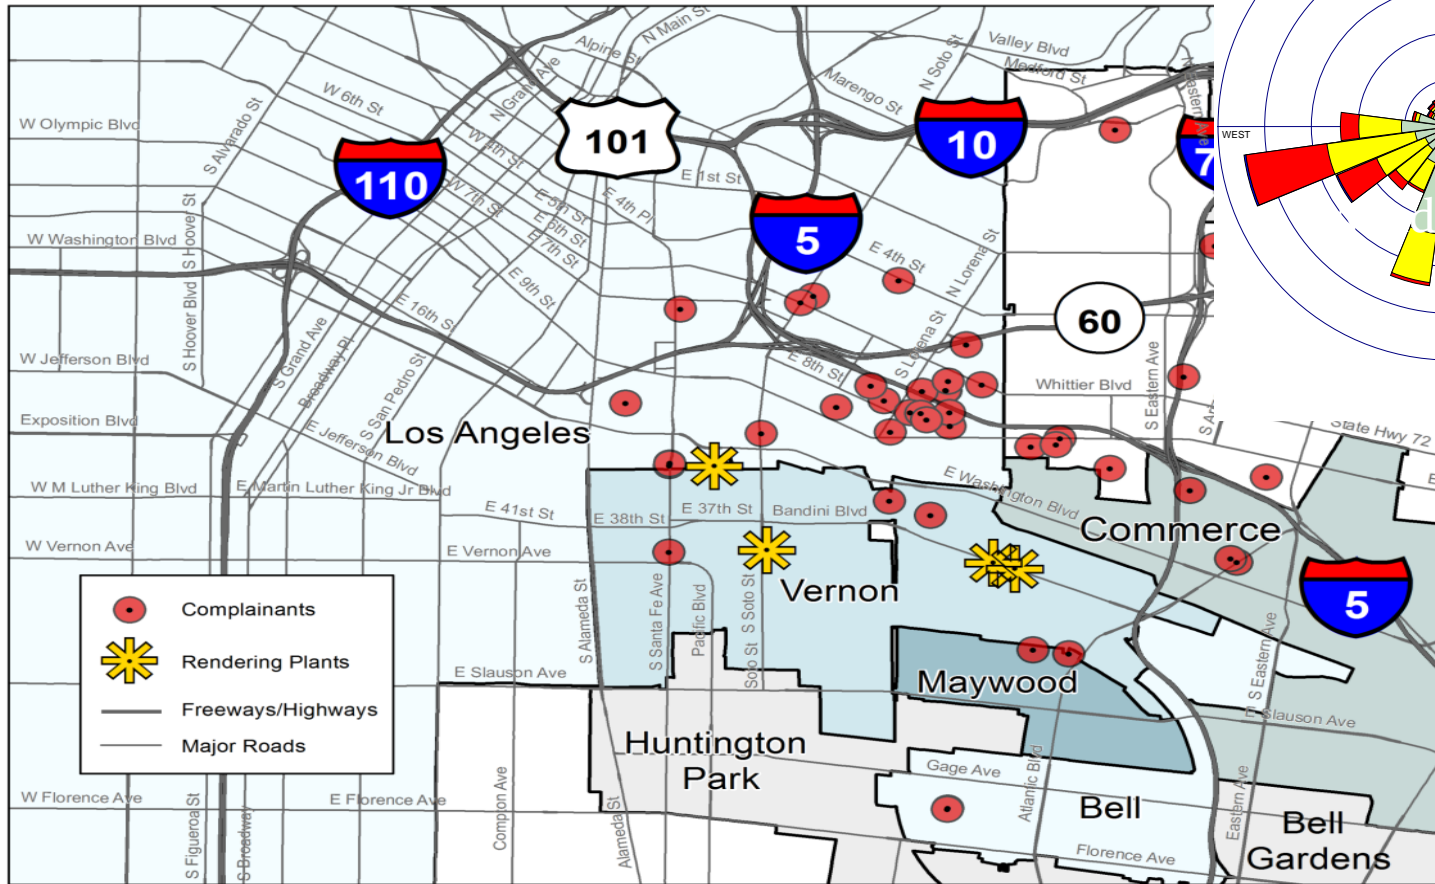 Alpine St
N Main St
N Grand Ave
Valley Blvd
Medford St
N Soto St
Marengo St
N Eastern Ave
W 6th St
W Olympic Blvd
S Alvarado St
W 4th St
W 7th St
110
101
10
5
WEST
d
E 1st St
E 4th Pl
E 5th St
E 6th St
E 7th St
E 9th St
E 4th St
N Lorena St
S Hoover St
W Washington Blvd
S Hoover Blvd
E 16th St
60
S Grand Ave
Broadway Pl
S San Pedro St
E 8th St
S Lorena St
W Jefferson Blvd
Whittier Blvd
S Eastern Ave
Exposition Blvd
E Jefferson Blvd
Los Angeles
State Hwy 72
W M Luther King Blvd
E Martin Luther King Jr Blvd
E Washington Blvd
E 41st St
E 38th St
E 37th St
Bandini Blvd
Commerce
W Vernon Ave
E Vernon Ave
Vernon
5
S Alameda St
S Santa Fe Ave
Pacific Blvd
S Soto St
Soto St
Complainants
Rendering Plants
Freeways/Highways
Major Roads
E Slauson Ave
Maywood
S Eastern Ave
E Slauson Ave
Huntington
Park
Gage Ave
Atlantic Blvd
Bell
Eastern Ave
W Florence Ave
E Florence Ave
Compton Ave
Alameda St
S Figueroa St
S Broadway
Florence Ave
Bell
Gardens